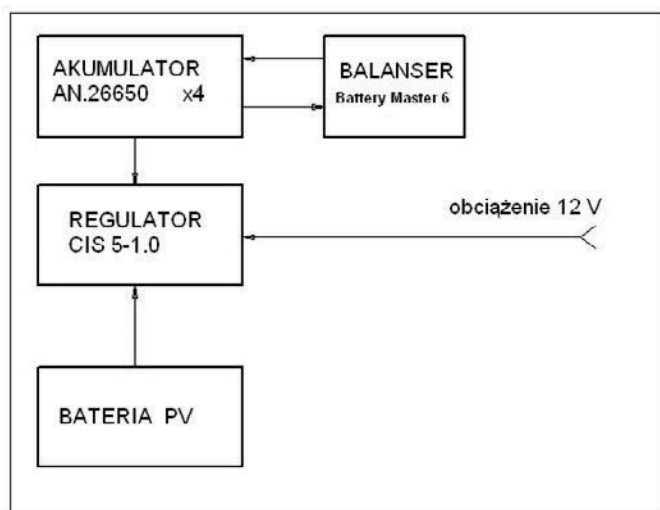 AKUMULATOR
AN.26650 x4
BALANSER
Battery Master 6
REGULATOR
CIS 5-1.0
obciążenie 12 V
BATERIA PV